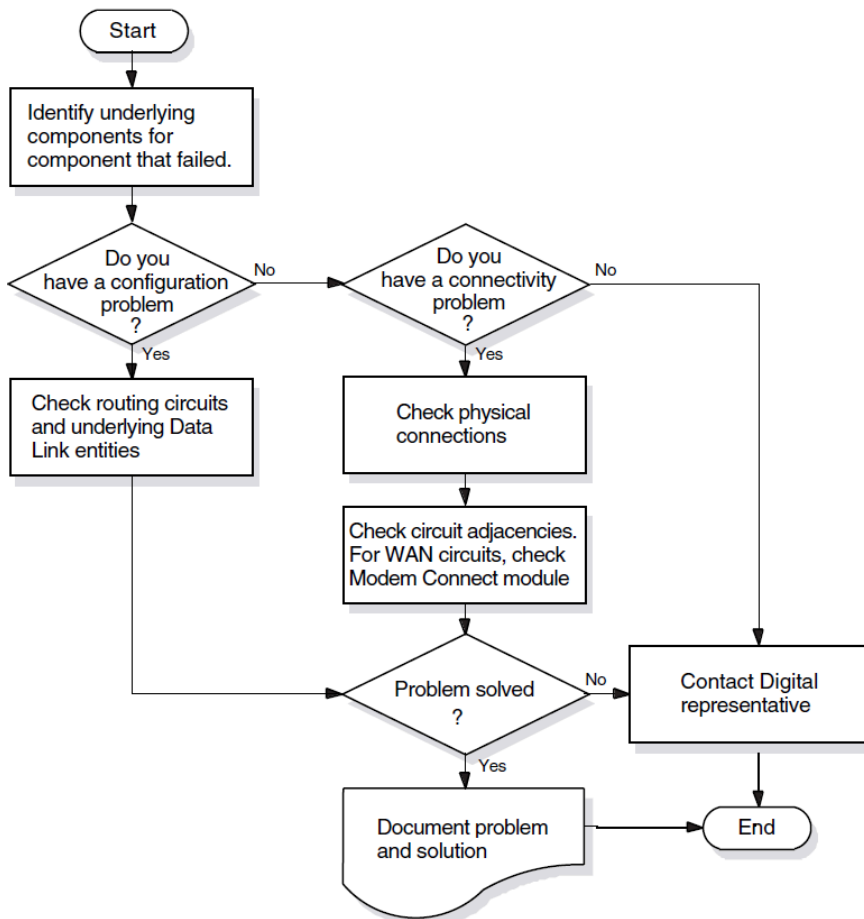 Start
Identify underlying
components for
component that failed.
Do you
have a configuration
problem
?
No
Yes
Do you
have a connectivity
problem
?
No
Yes
Check routing circuits
and underlying Data
Link entities
Check physical
connections
Check circuit adjacencies.
For WAN circuits, check
Modem Connect module
Problem solved
?
No
Yes
Contact Digital
representative
Document problem
and solution
End